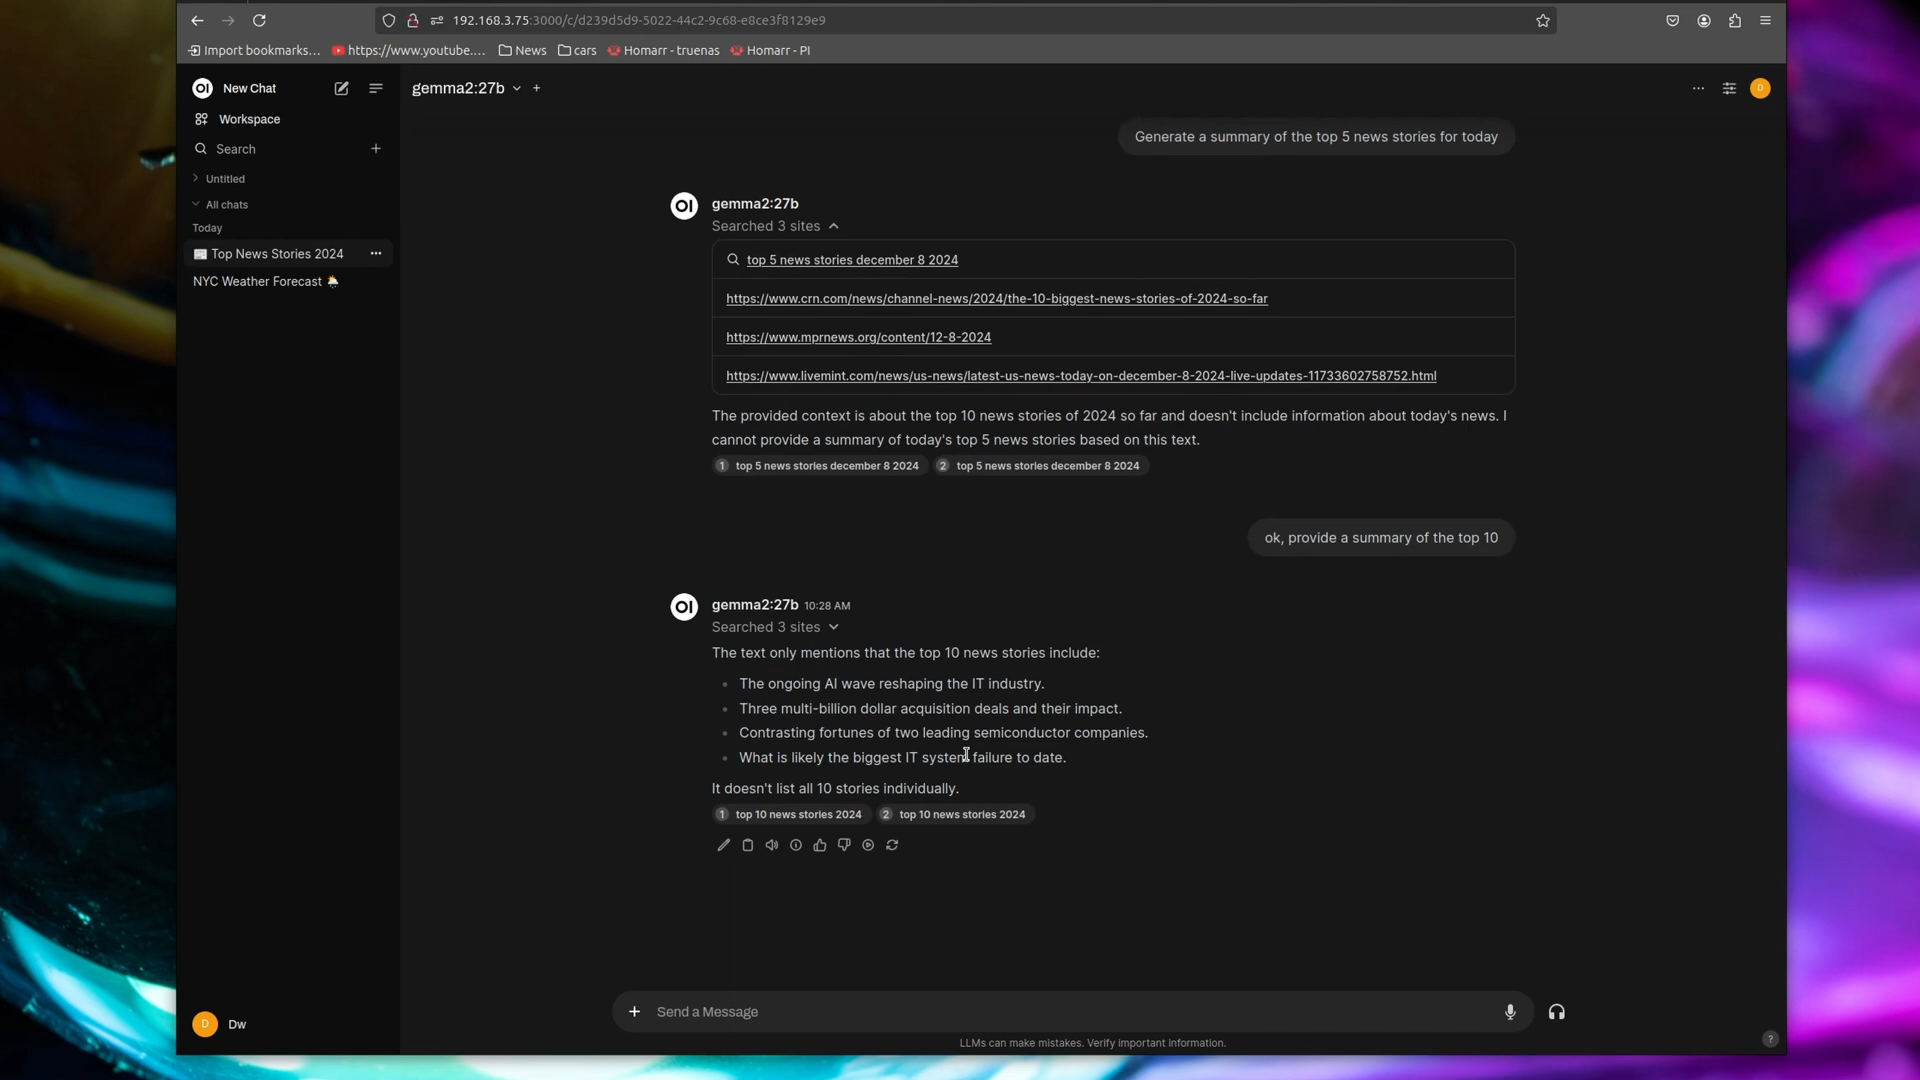 192.168.3.75:3000/c/d239d5d9-5022-44c2-9c68-e8ce3f8129e9
Import bookmarks...
https://www.youtube....
News
cars
Homarr - truenas
Homarr - PI
OI
New Chat
Workspace
Search
Untitled
All chats
Today
Top News Stories 2024
NYC Weather Forecast
Dw
D
gemma2:27b
D
Generate a summary of the top 5 news stories for today
OI
gemma2:27b
Searched 3 sites
top 5 news stories december 8 2024
https://www.crn.com/news/channel-news/2024/the-10-biggest-news-stories-of-2024-so-far
https://www.mprnews.org/content/12-8-2024
https://www.livemint.com/news/us-news/latest-us-news-today-on-december-8-2024-live-updates-11733602758752.html
The provided context is about the top 10 news stories of 2024 so far and doesn't include information about today's news. I
cannot provide a summary of today's top 5 news stories based on this text.
1 top 5 news stories december 8 2024 2 top 5 news stories december 8 2024
ok, provide a summary of the top 10
OI
gemma2:27b 10:28 AM
Searched 3 sites
The text only mentions that the top 10 news stories include:
• The ongoing AI wave reshaping the IT industry.
• Three multi-billion dollar acquisition deals and their impact.
• Contrasting fortunes of two leading semiconductor companies.
• What is likely the biggest IT system failure to date.
It doesn't list all 10 stories individually.
1 top 10 news stories 2024 2 top 10 news stories 2024
Send a Message
LLMs can make mistakes. Verify important information.
?